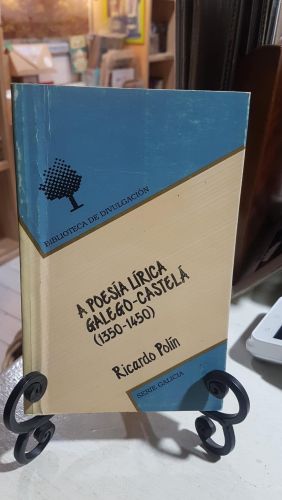 BIBLIOTECA DE DIVULGACIÓN
A POESÍA LÍRICA
GALEGO-CASTELÁ
(1350-1450)
Ricardo Polín
SERIE GALICIA